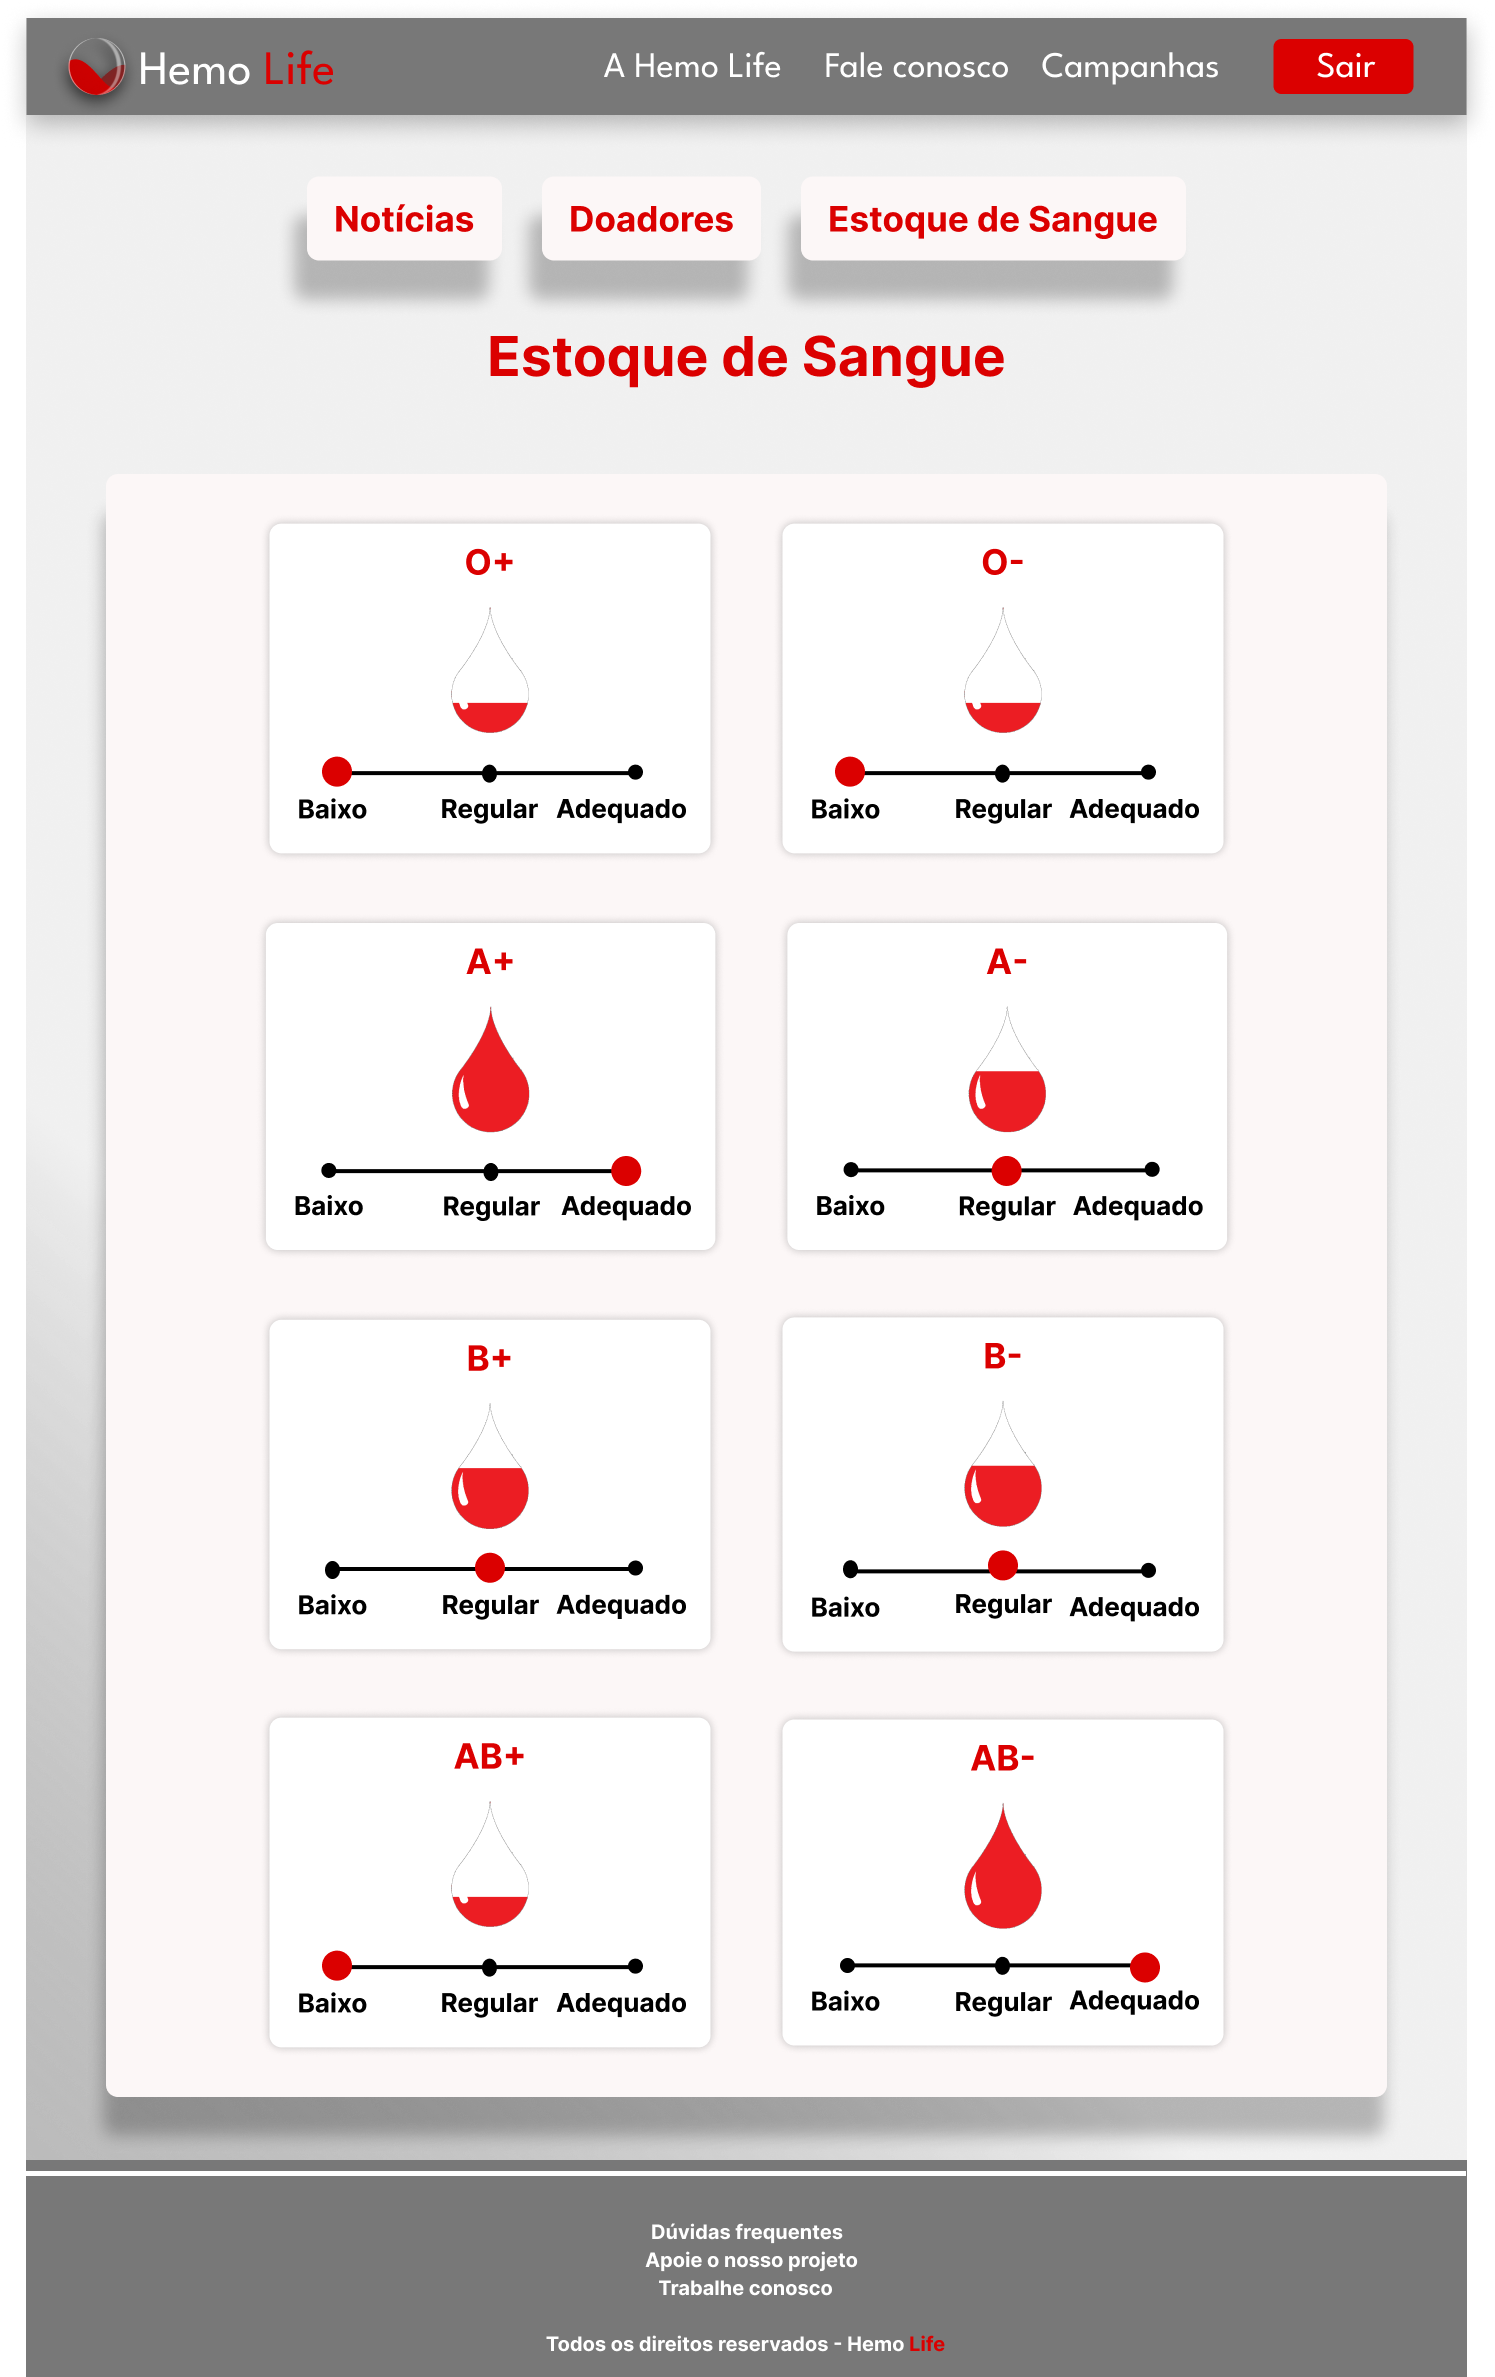 Hemo Life
A Hemo Life Fale conosco Campanhas Sair
Notícias Doadores Estoque de Sangue
Estoque de Sangue
O+
Baixo Regular Adequado
O-
Baixo Regular Adequado
A+
Baixo Regular Adequado
A-
Baixo Regular Adequado
B+
Baixo Regular Adequado
B-
Baixo Regular Adequado
AB+
Baixo Regular Adequado
AB-
Baixo Regular Adequado
Dúvidas frequentes
Apoie o nosso projeto
Trabalhe conosco
Todos os direitos reservados - Hemo Life